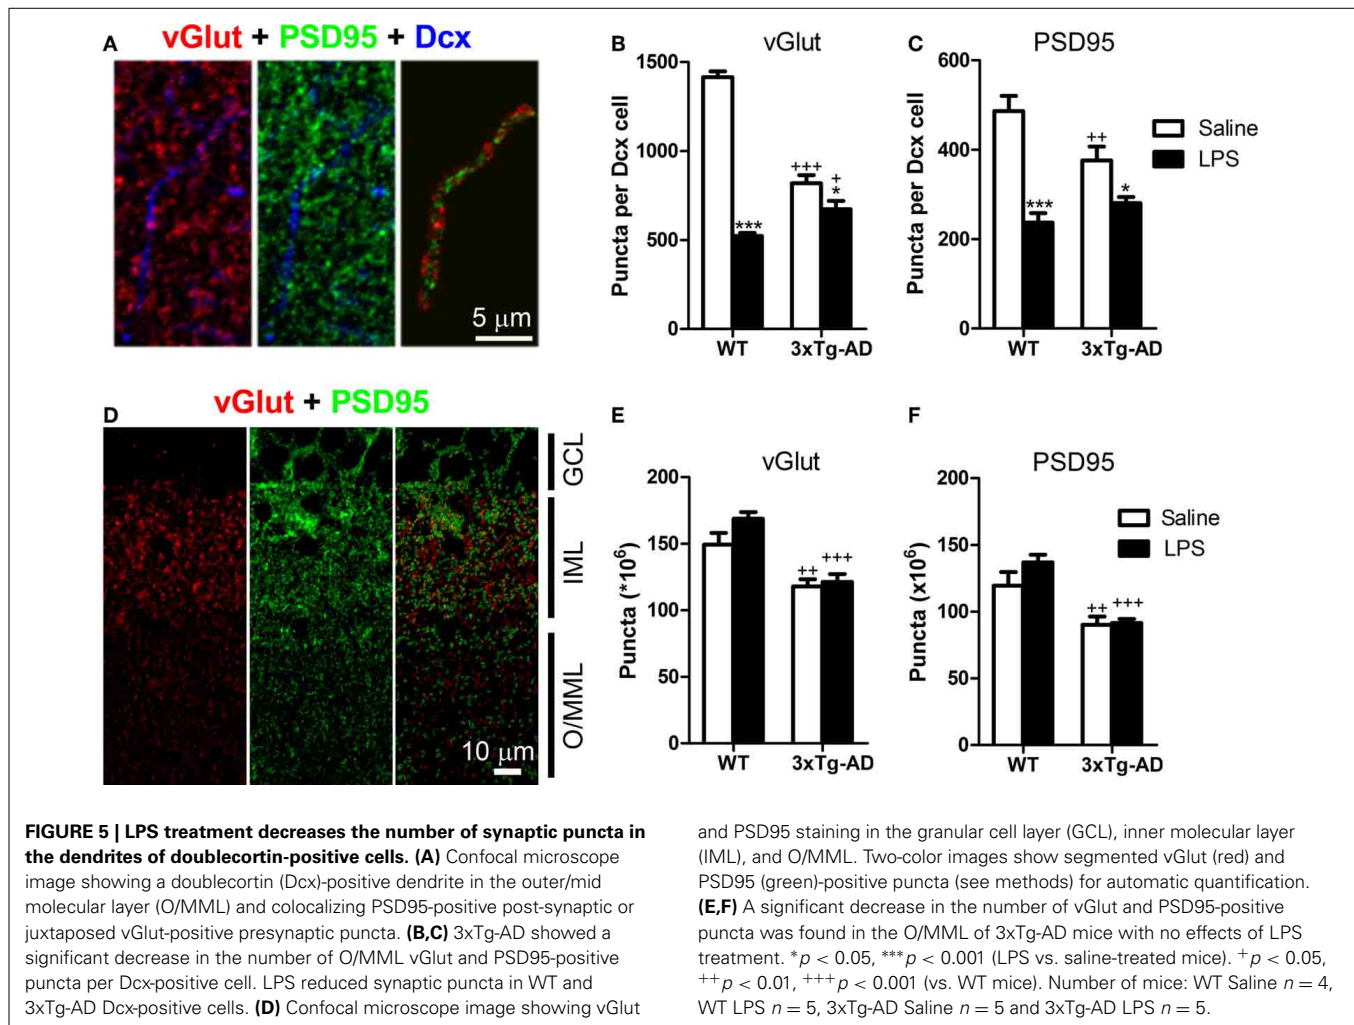 A
vGlut + PSD95 + Dcx
5 μm
B
vGlut
Puncta per Dcx cell
1500
1000
500
0
***
+++
+
*
WT
3xTg-AD
C
PSD95
Puncta per Dcx cell
600
400
200
0
***
++
*
WT
3xTg-AD
Saline
LPS
D
vGlut + PSD95
GCL
IML
O/MML
10 μm
E
vGlut
Puncta (*10⁶)
200
150
100
50
0
++
+++
WT
3xTg-AD
F
PSD95
Puncta (x10⁶)
200
150
100
50
0
++
+++
WT
3xTg-AD
Saline
LPS
FIGURE 5 | LPS treatment decreases the number of synaptic puncta in
the dendrites of doublecortin-positive cells. (A) Confocal microscope
image showing a doublecortin (Dcx)-positive dendrite in the outer/mid
molecular layer (O/MML) and colocalizing PSD95-positive post-synaptic or
juxtaposed vGlut-positive presynaptic puncta. (B,C) 3xTg-AD showed a
significant decrease in the number of O/MML vGlut and PSD95-positive
puncta per Dcx-positive cell. LPS reduced synaptic puncta in WT and
3xTg-AD Dcx-positive cells. (D) Confocal microscope image showing vGlut
and PSD95 staining in the granular cell layer (GCL), inner molecular layer
(IML), and O/MML. Two-color images show segmented vGlut (red) and
PSD95 (green)-positive puncta (see methods) for automatic quantification.
(E,F) A significant decrease in the number of vGlut and PSD95-positive
puncta was found in the O/MML of 3xTg-AD mice with no effects of LPS
treatment. *p < 0.05, ***p < 0.001 (LPS vs. saline-treated mice). ⁺p < 0.05,
⁺⁺p < 0.01, ⁺⁺⁺p < 0.001 (vs. WT mice). Number of mice: WT Saline n = 4,
WT LPS n = 5, 3xTg-AD Saline n = 5 and 3xTg-AD LPS n = 5.